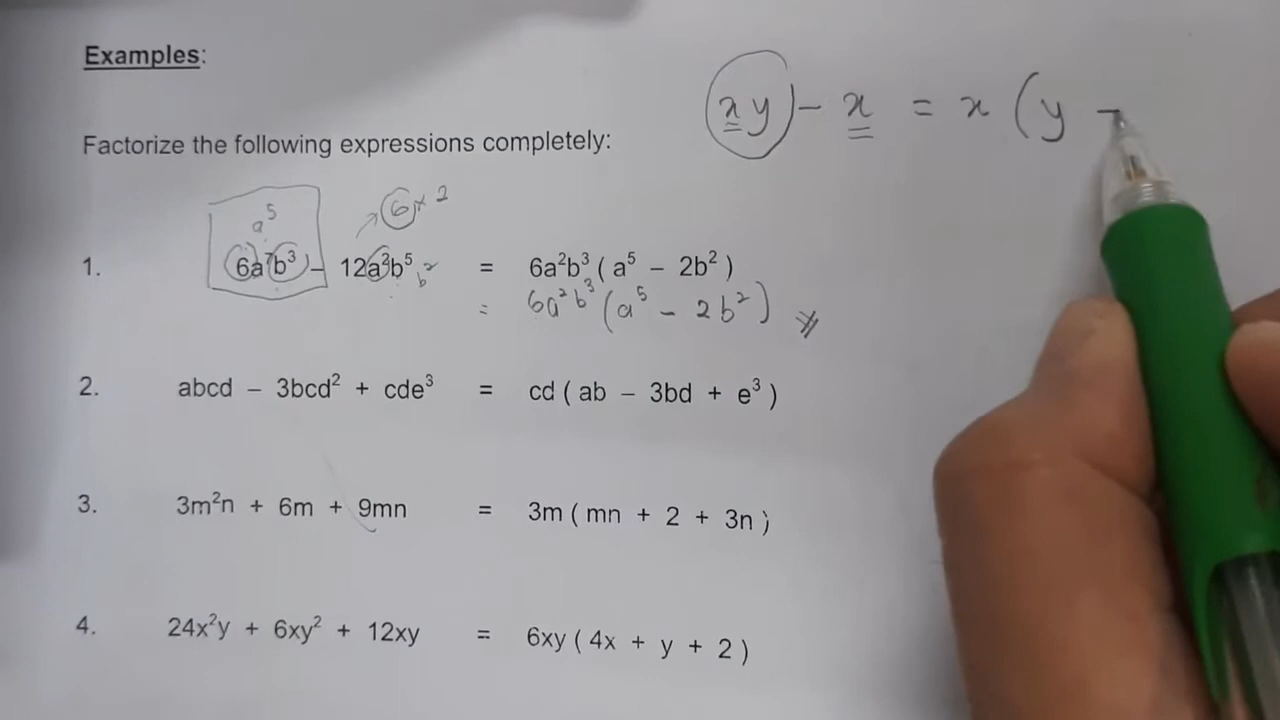 Examples:
xy - x = x (y -
Factorize the following expressions completely:
a⁵ 6 x 2
1. 6a⁷b³ – 12a²b⁵ b² = 6a²b³ ( a⁵ – 2b² )
= 6a²b³ (a⁵ - 2b²)
2. abcd – 3bcd² + cde³ = cd ( ab – 3bd + e³ )
3. 3m²n + 6m + 9mn = 3m ( mn + 2 + 3n )
4. 24x²y + 6xy² + 12xy = 6xy ( 4x + y + 2 )